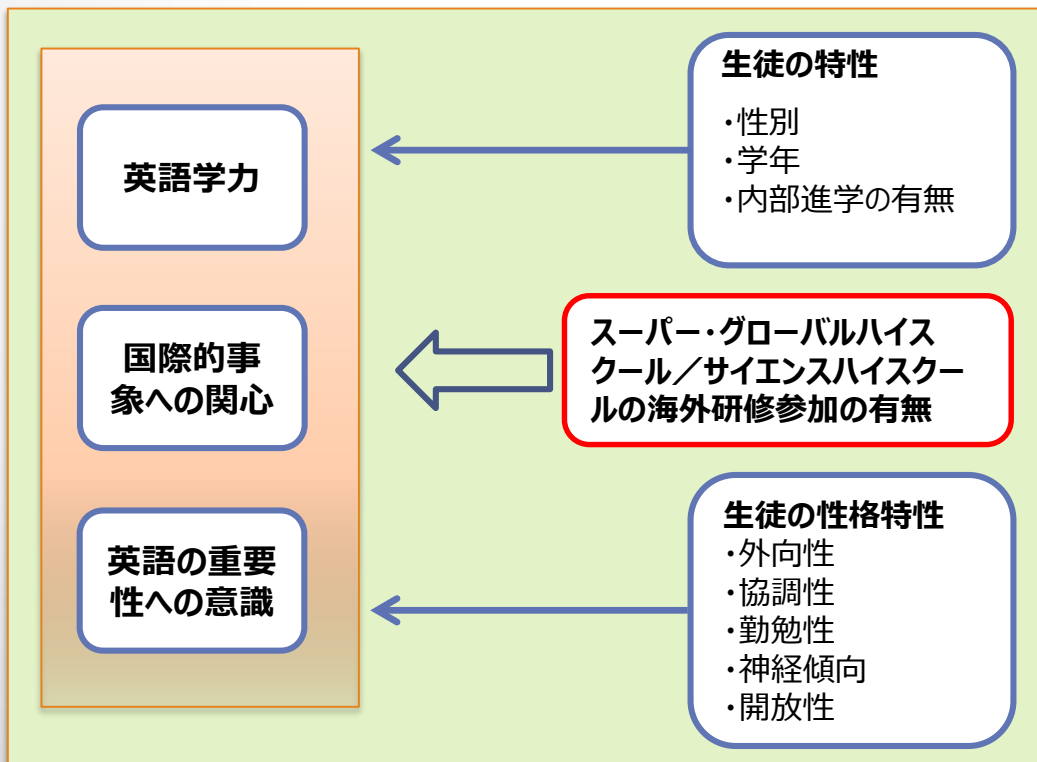 英語学力
国際的事
象への関心
英語の重要
性への意識
生徒の特性
・性別
・学年
・内部進学の有無
スーパー・グローバルハイス
クール／サイエンスハイスクー
ルの海外研修参加の有無
生徒の性格特性
・外向性
・協調性
・勤勉性
・神経傾向
・開放性